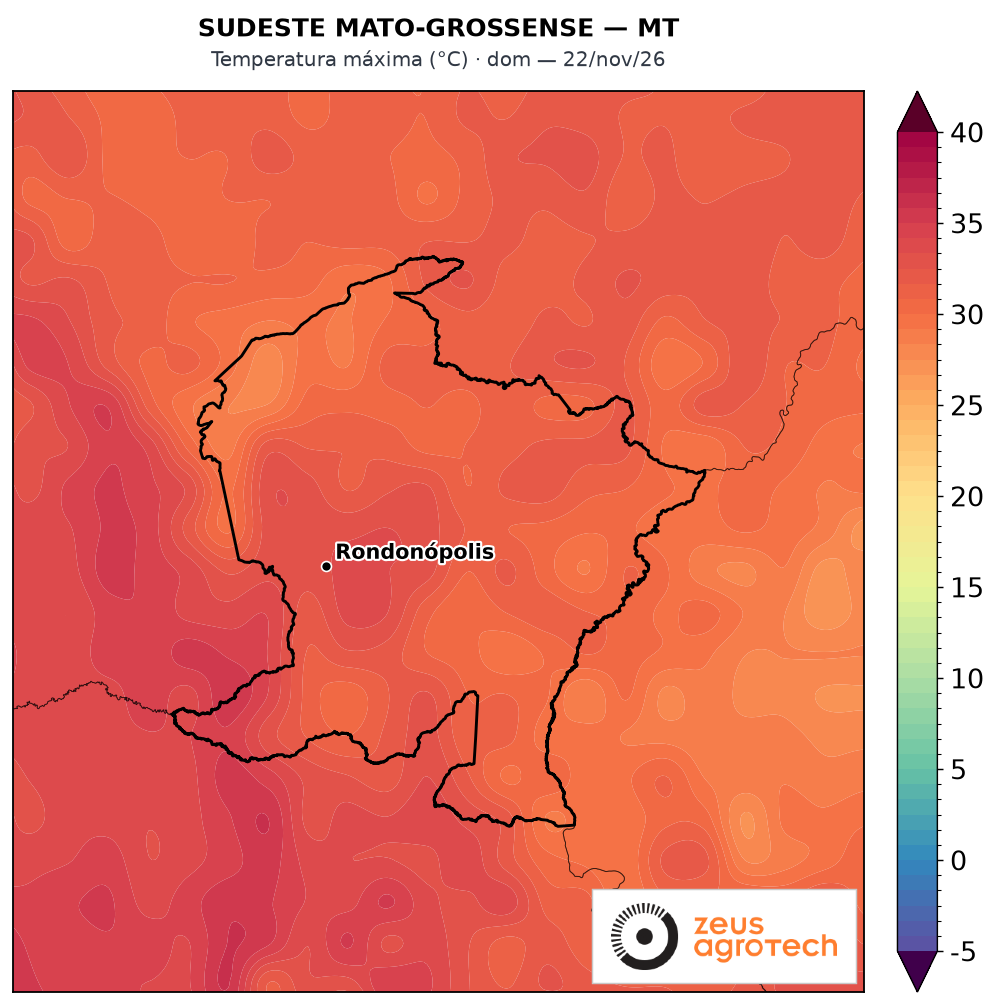 SUDESTE MATO-GROSSENSE — MT
Temperatura máxima (°C) · dom — 22/nov/26
40
35
30
25
20
15
10
5
0
-5
Rondonópolis
zeus
agrotech